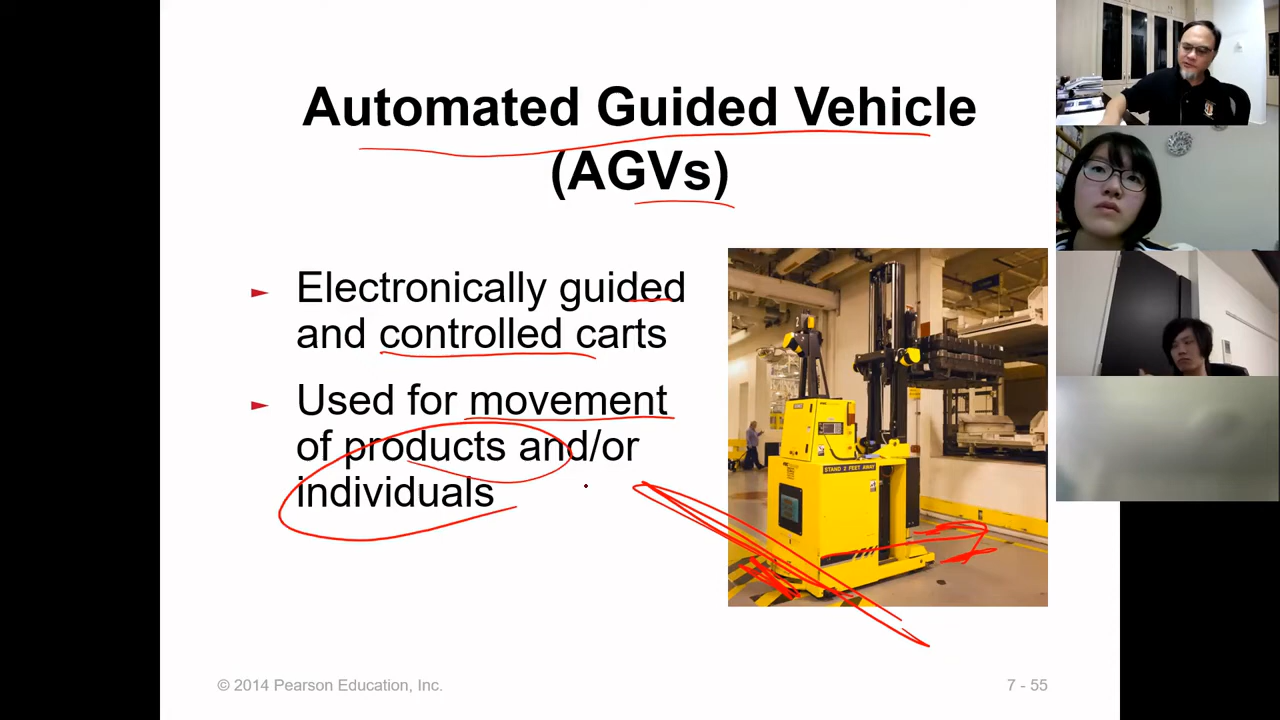 Automated Guided Vehicle
(AGVs)
► Electronically guided
and controlled carts
► Used for movement
of products and/or
individuals
STAND 2 FEET AWAY
© 2014 Pearson Education, Inc.
7 - 55